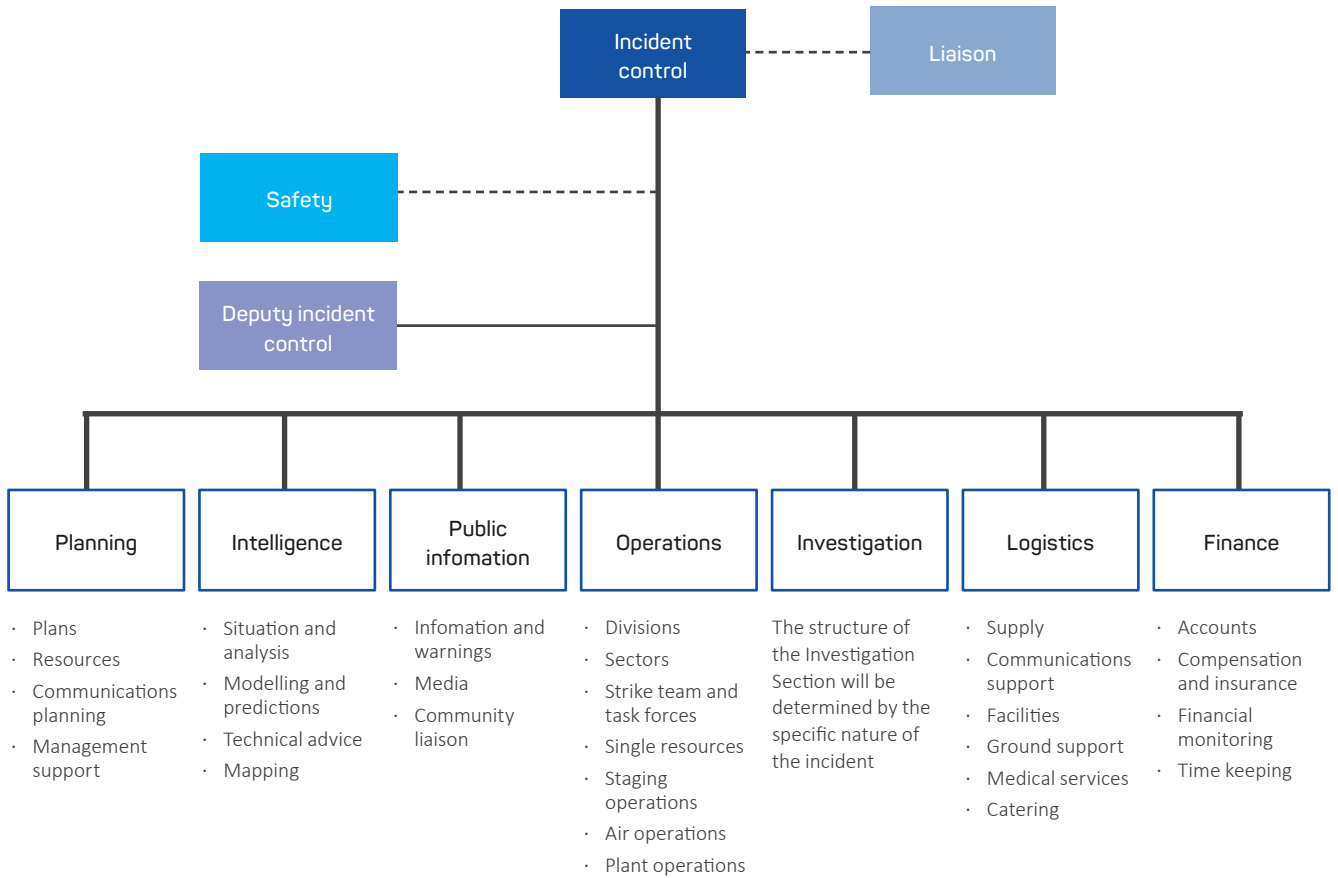 Incident
control
Liaison
Safety
Deputy incident
control
Planning
Intelligence
Public
infomation
Operations
Investigation
Logistics
Finance
· Plans
· Resources
· Communications
planning
· Management
support
· Situation and
analysis
· Modelling and
predictions
· Technical advice
· Mapping
· Infomation and
warnings
· Media
· Community
liaison
· Divisions
· Sectors
· Strike team and
task forces
· Single resources
· Staging
operations
· Air operations
· Plant operations
The structure of
the Investigation
Section will be
determined by the
specific nature of
the incident
· Supply
· Communications
support
· Facilities
· Ground support
· Medical services
· Catering
· Accounts
· Compensation
and insurance
· Financial
monitoring
· Time keeping